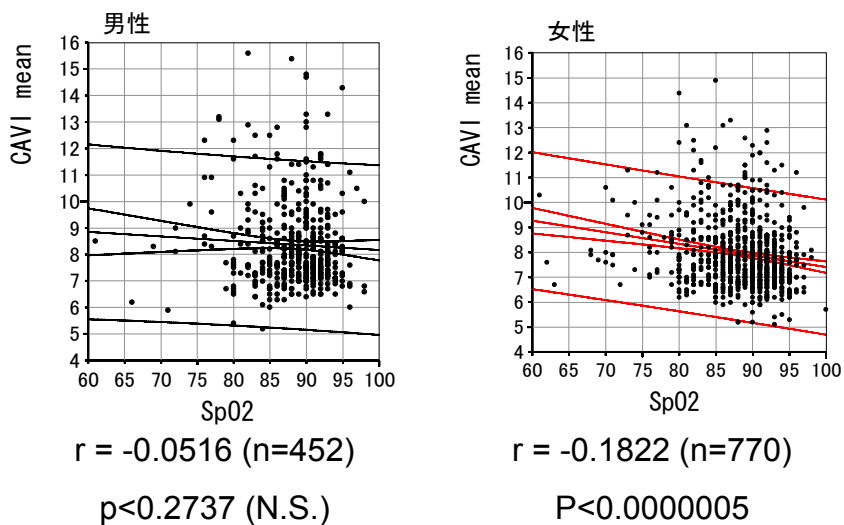 男性
CAVI mean
16
15
14
13
12
11
10
9
8
7
6
5
4
60 65 70 75 80 85 90 95 100
SpO2
r = -0.0516 (n=452)
p<0.2737 (N.S.)
女性
CAVI mean
16
15
14
13
12
11
10
9
8
7
6
5
4
60 65 70 75 80 85 90 95 100
SpO2
r = -0.1822 (n=770)
P<0.0000005